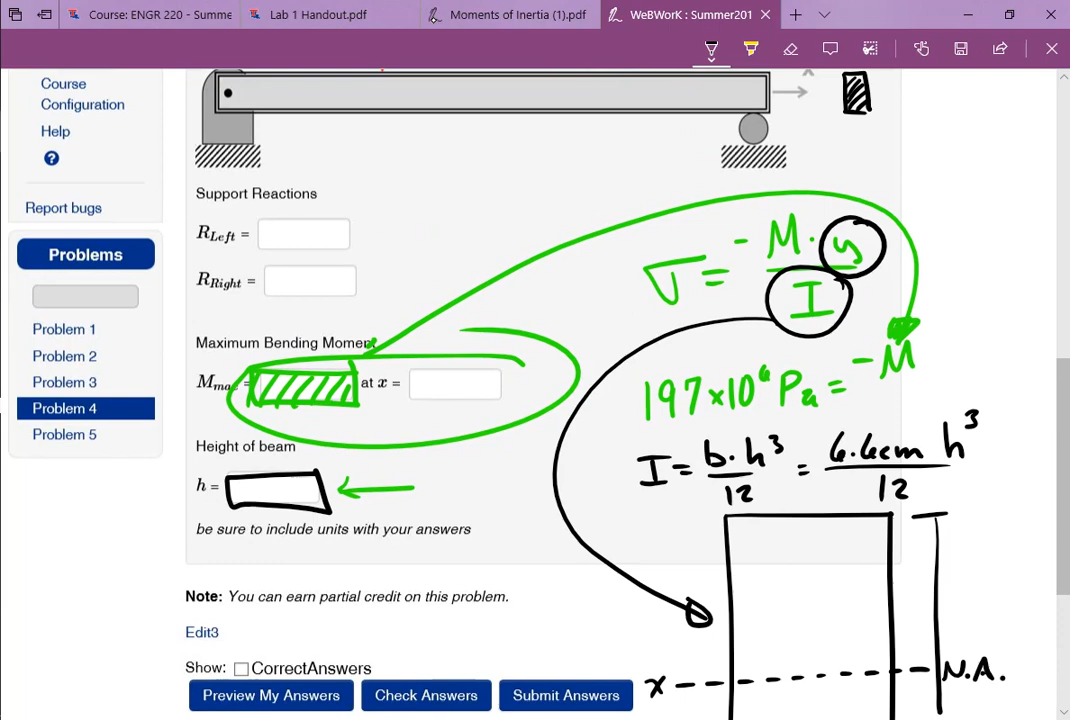 Course: ENGR 220 - Summe
Lab 1 Handout.pdf
Moments of Inertia (1).pdf
WeBWorK : Summer201
Course
Configuration
Help
Report bugs
Problems
Problem 1
Problem 2
Problem 3
Problem 4
Problem 5
Support Reactions
R_Left =
R_Right =
Maximum Bending Moment
M_ma = at x =
Height of beam
h =
be sure to include units with your answers
Note: You can earn partial credit on this problem.
Edit3
Show: CorrectAnswers
Preview My Answers
Check Answers
Submit Answers
σ = -M·y / I
197×10⁶ Pa = -M
I = b·h³ / 12 = 6.6cm h³ / 12
x
N.A.